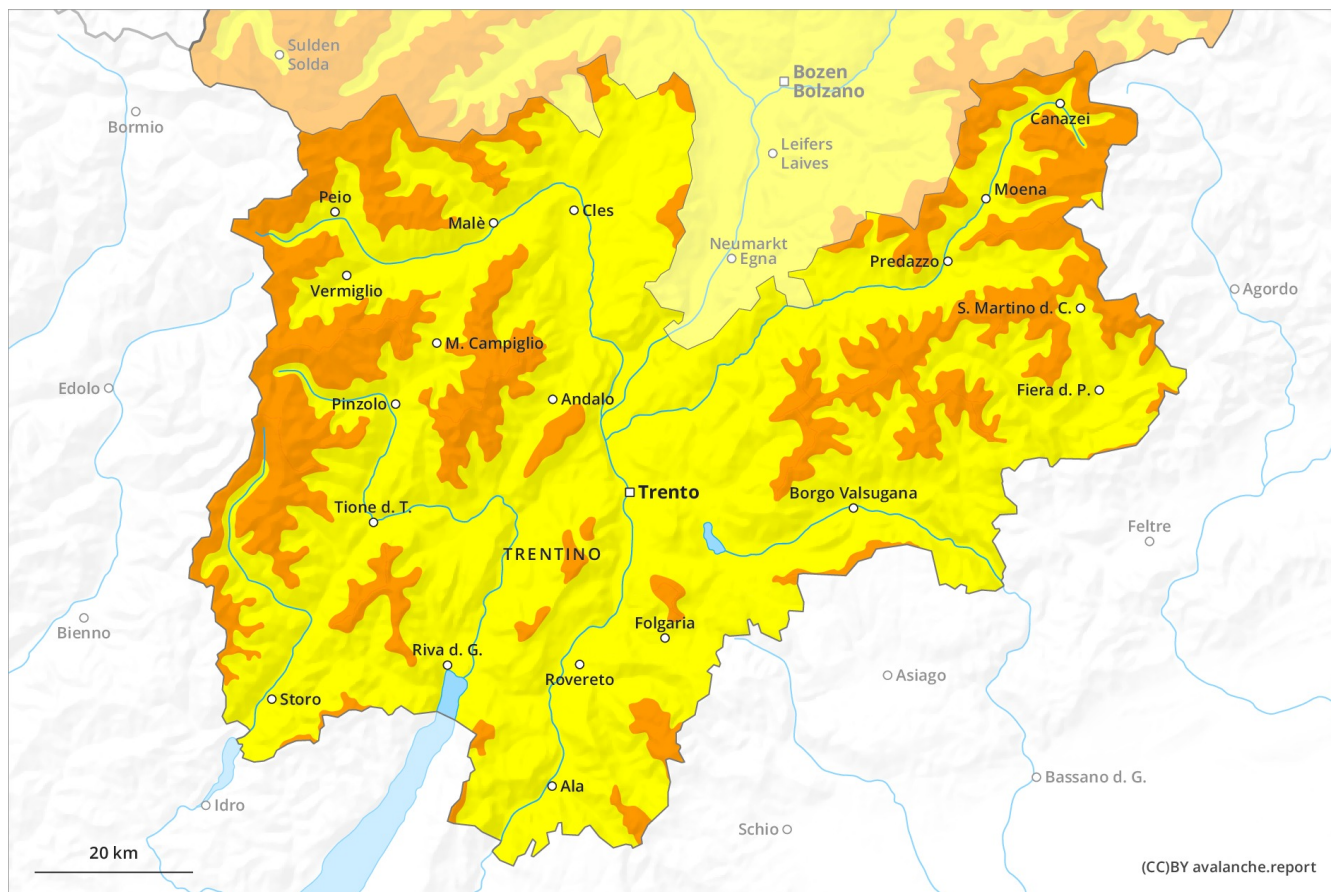 Sulden
Solda
Bozen
Bolzano
Bormio
Canazei
Leifers
Laives
Peio
Moena
Malè
Cles
Neumarkt
Egna
Predazzo
Vermiglio
Agordo
S. Martino d. C.
M. Campiglio
Edolo
Fiera d. P.
Pinzolo
Andalo
Trento
Borgo Valsugana
Tione d. T.
Feltre
TRENTINO
Bienno
Folgaria
Riva d. G.
Asiago
Rovereto
Storo
Bassano d. G.
Ala
Idro
Schio
20 km
(CC)BY avalanche.report